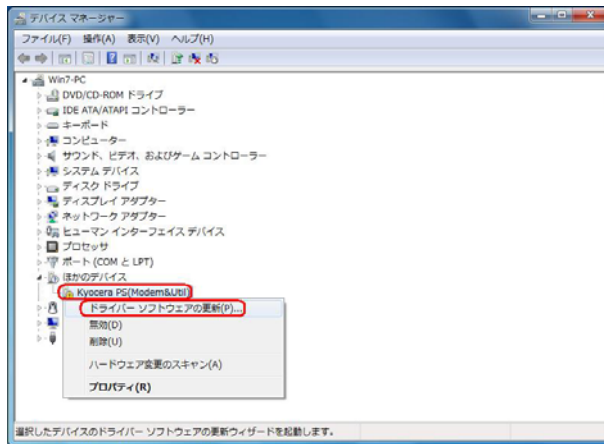 デバイス マネージャー
ファイル(F) 操作(A) 表示(V) ヘルプ(H)
Win7-PC
DVD/CD-ROM ドライブ
IDE ATA/ATAPI コントローラー
キーボード
コンピューター
サウンド、ビデオ、およびゲーム コントローラー
システム デバイス
ディスク ドライブ
ディスプレイ アダプター
ネットワーク アダプター
ヒューマン インターフェイス デバイス
プロセッサ
ポート (COM と LPT)
ほかのデバイス
Kyocera PS(Modem&Util)
ドライバー ソフトウェアの更新(P)...
無効(D)
削除(U)
ハードウェア変更のスキャン(A)
プロパティ(R)
選択したデバイスのドライバー ソフトウェアの更新ウィザードを起動します。